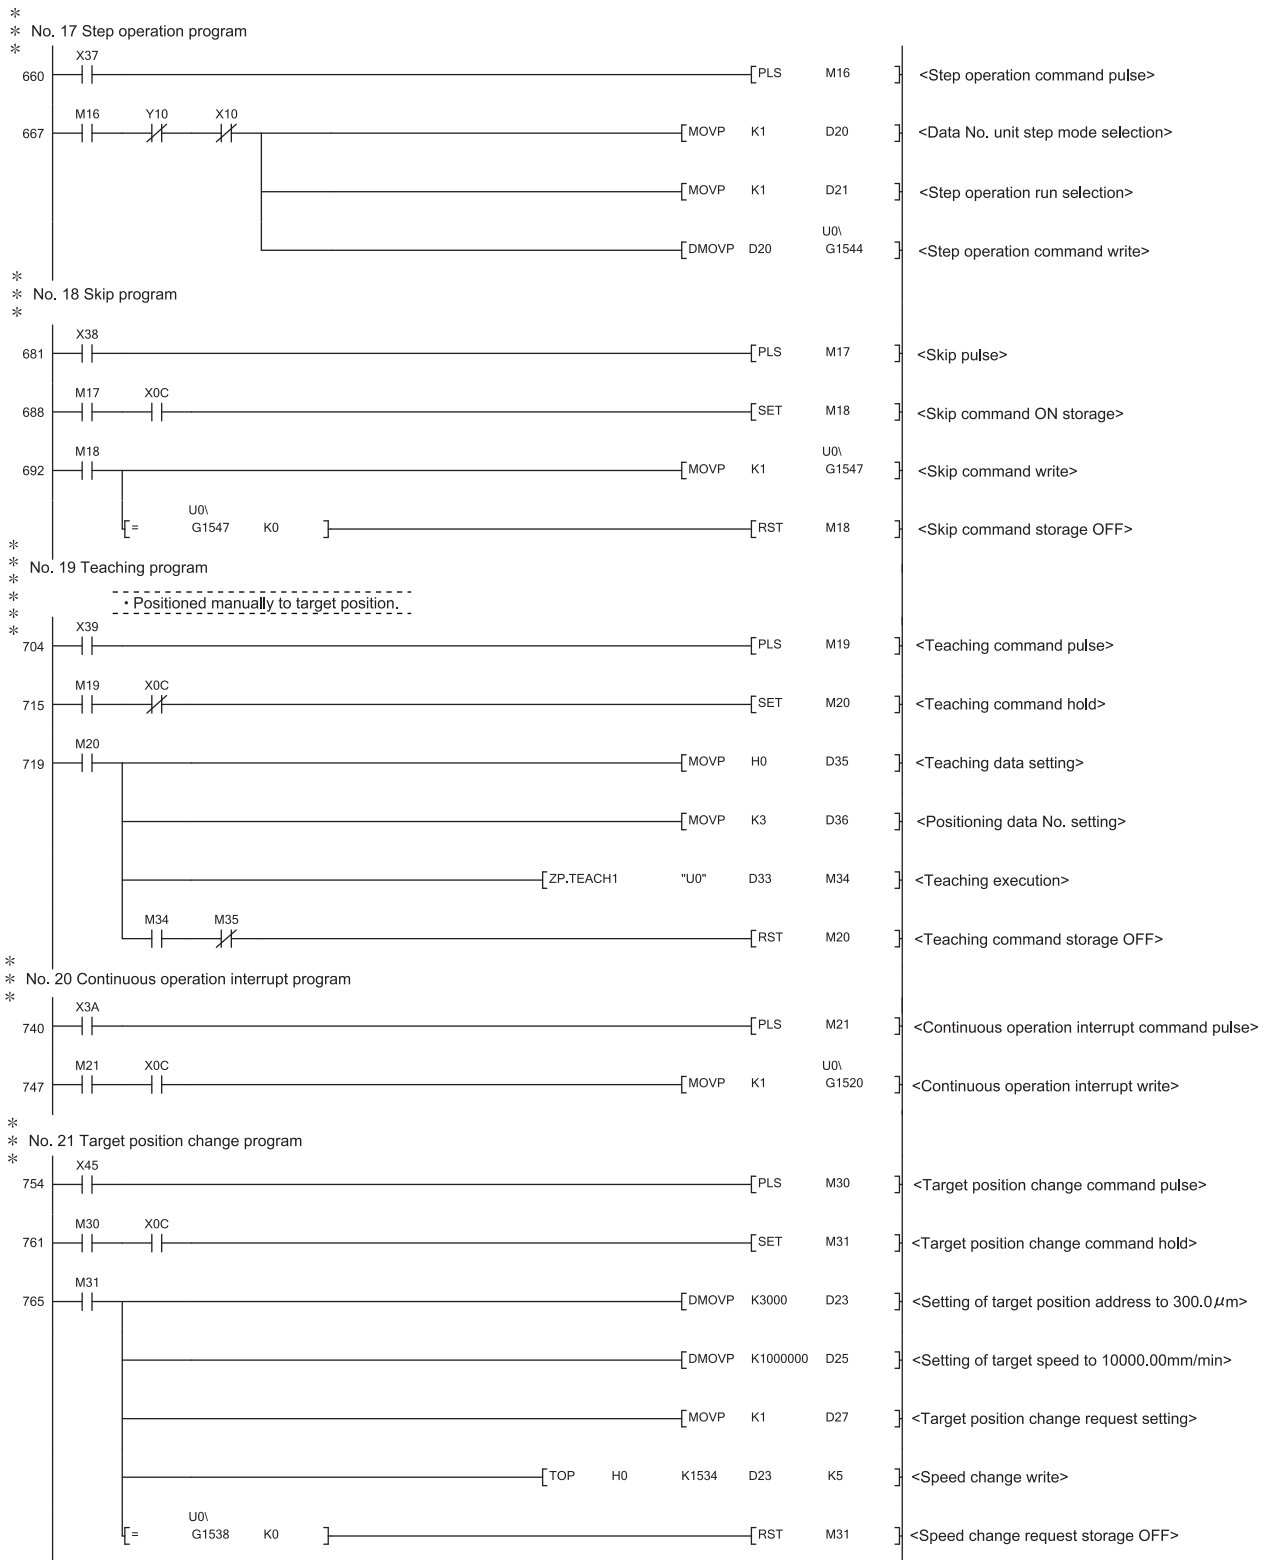 *
* No. 17 Step operation program
*
X37
660 [PLS M16 ] <Step operation command pulse>
M16 Y10 X10
667 [MOVP K1 D20 ] <Data No. unit step mode selection>
[MOVP K1 D21 ] <Step operation run selection>
U0\
[DMOVP D20 G1544 ] <Step operation command write>
*
* No. 18 Skip program
*
X38
681 [PLS M17 ] <Skip pulse>
M17 X0C
688 [SET M18 ] <Skip command ON storage>
M18 U0\
692 [MOVP K1 G1547 ] <Skip command write>
U0\
[= G1547 K0 ] [RST M18 ] <Skip command storage OFF>
*
* No. 19 Teaching program
*
* • Positioned manually to target position.
*
* X39
704 [PLS M19 ] <Teaching command pulse>
M19 X0C
715 [SET M20 ] <Teaching command hold>
M20
719 [MOVP H0 D35 ] <Teaching data setting>
[MOVP K3 D36 ] <Positioning data No. setting>
[ZP.TEACH1 "U0" D33 M34 ] <Teaching execution>
M34 M35
[RST M20 ] <Teaching command storage OFF>
*
* No. 20 Continuous operation interrupt program
*
X3A
740 [PLS M21 ] <Continuous operation interrupt command pulse>
M21 X0C U0\
747 [MOVP K1 G1520 ] <Continuous operation interrupt write>
*
* No. 21 Target position change program
*
X45
754 [PLS M30 ] <Target position change command pulse>
M30 X0C
761 [SET M31 ] <Target position change command hold>
M31
765 [DMOVP K3000 D23 ] <Setting of target position address to 300.0μm>
[DMOVP K1000000 D25 ] <Setting of target speed to 10000.00mm/min>
[MOVP K1 D27 ] <Target position change request setting>
[TOP H0 K1534 D23 K5 ] <Speed change write>
U0\
[= G1538 K0 ] [RST M31 ] <Speed change request storage OFF>